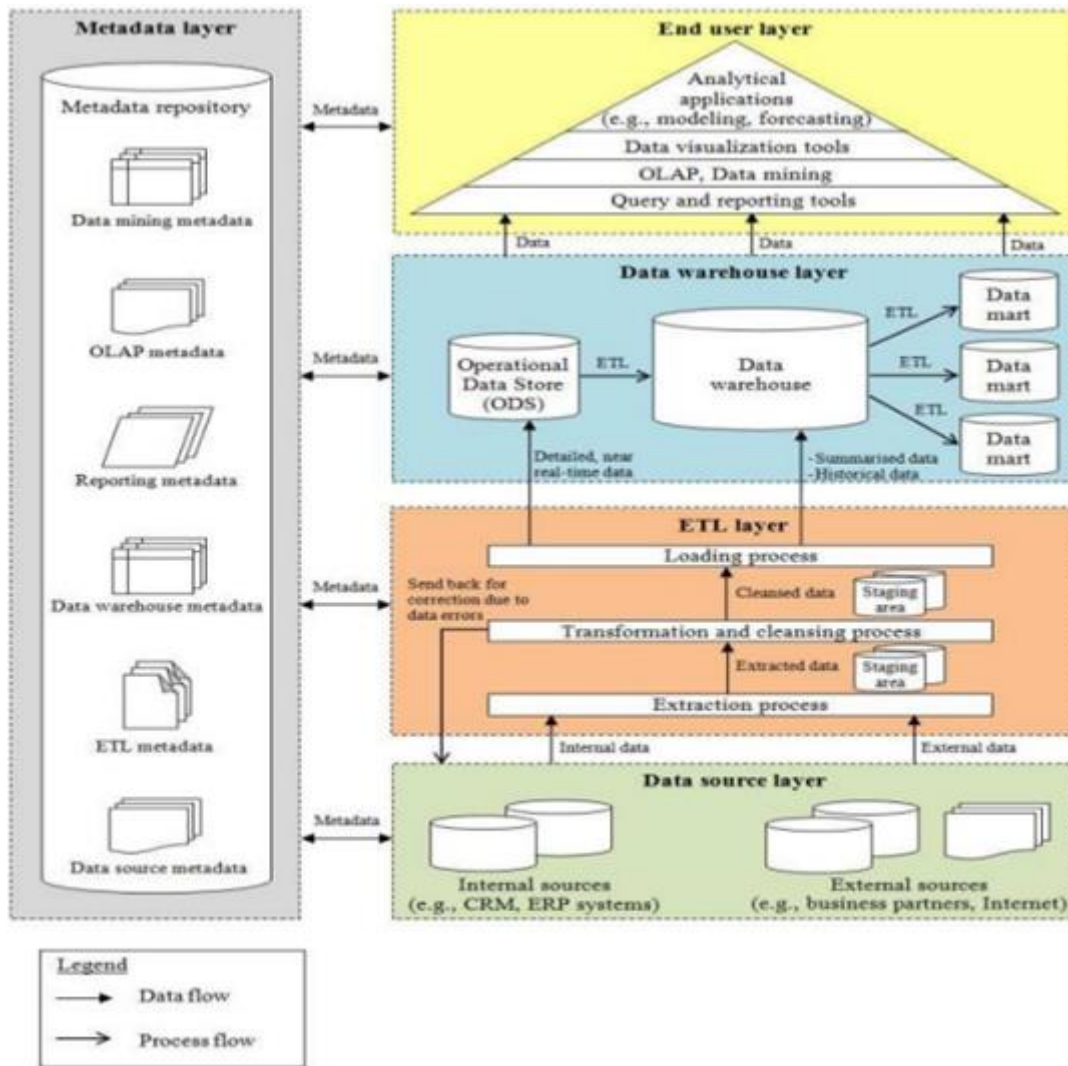 Metadata layer
Metadata repository
Data mining metadata
OLAP metadata
Reporting metadata
Data warehouse metadata
ETL metadata
Data source metadata
Metadata
Metadata
Metadata
Metadata
End user layer
Analytical
applications
(e.g., modeling, forecasting)
Data visualization tools
OLAP, Data mining
Query and reporting tools
Data
Data
Data
Data warehouse layer
Operational
Data Store
(ODS)
ETL
Data
warehouse
ETL
ETL
ETL
Data
mart
Data
mart
Data
mart
Detailed, near
real-time data
- Summarised data
- Historical data
ETL layer
Loading process
Send back for
correction due to
data errors
Cleansed data
Staging
area
Transformation and cleansing process
Extracted data
Staging
area
Extraction process
Internal data
External data
Data source layer
Internal sources
(e.g., CRM, ERP systems)
External sources
(e.g., business partners, Internet)
Legend
Data flow
Process flow